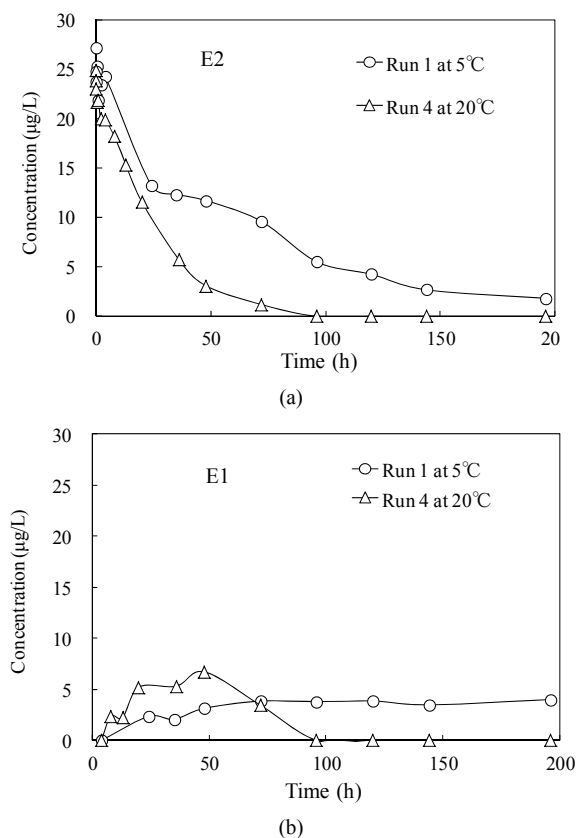 30
25
20
15
10
5
0
Concentration (μg/L)
E2
Run 1 at 5℃
Run 4 at 20℃
0
50
100
150
20
Time (h)
(a)
30
25
20
15
10
5
0
Concentration (μg/L)
E1
Run 1 at 5℃
Run 4 at 20℃
0
50
100
150
200
Time (h)
(b)